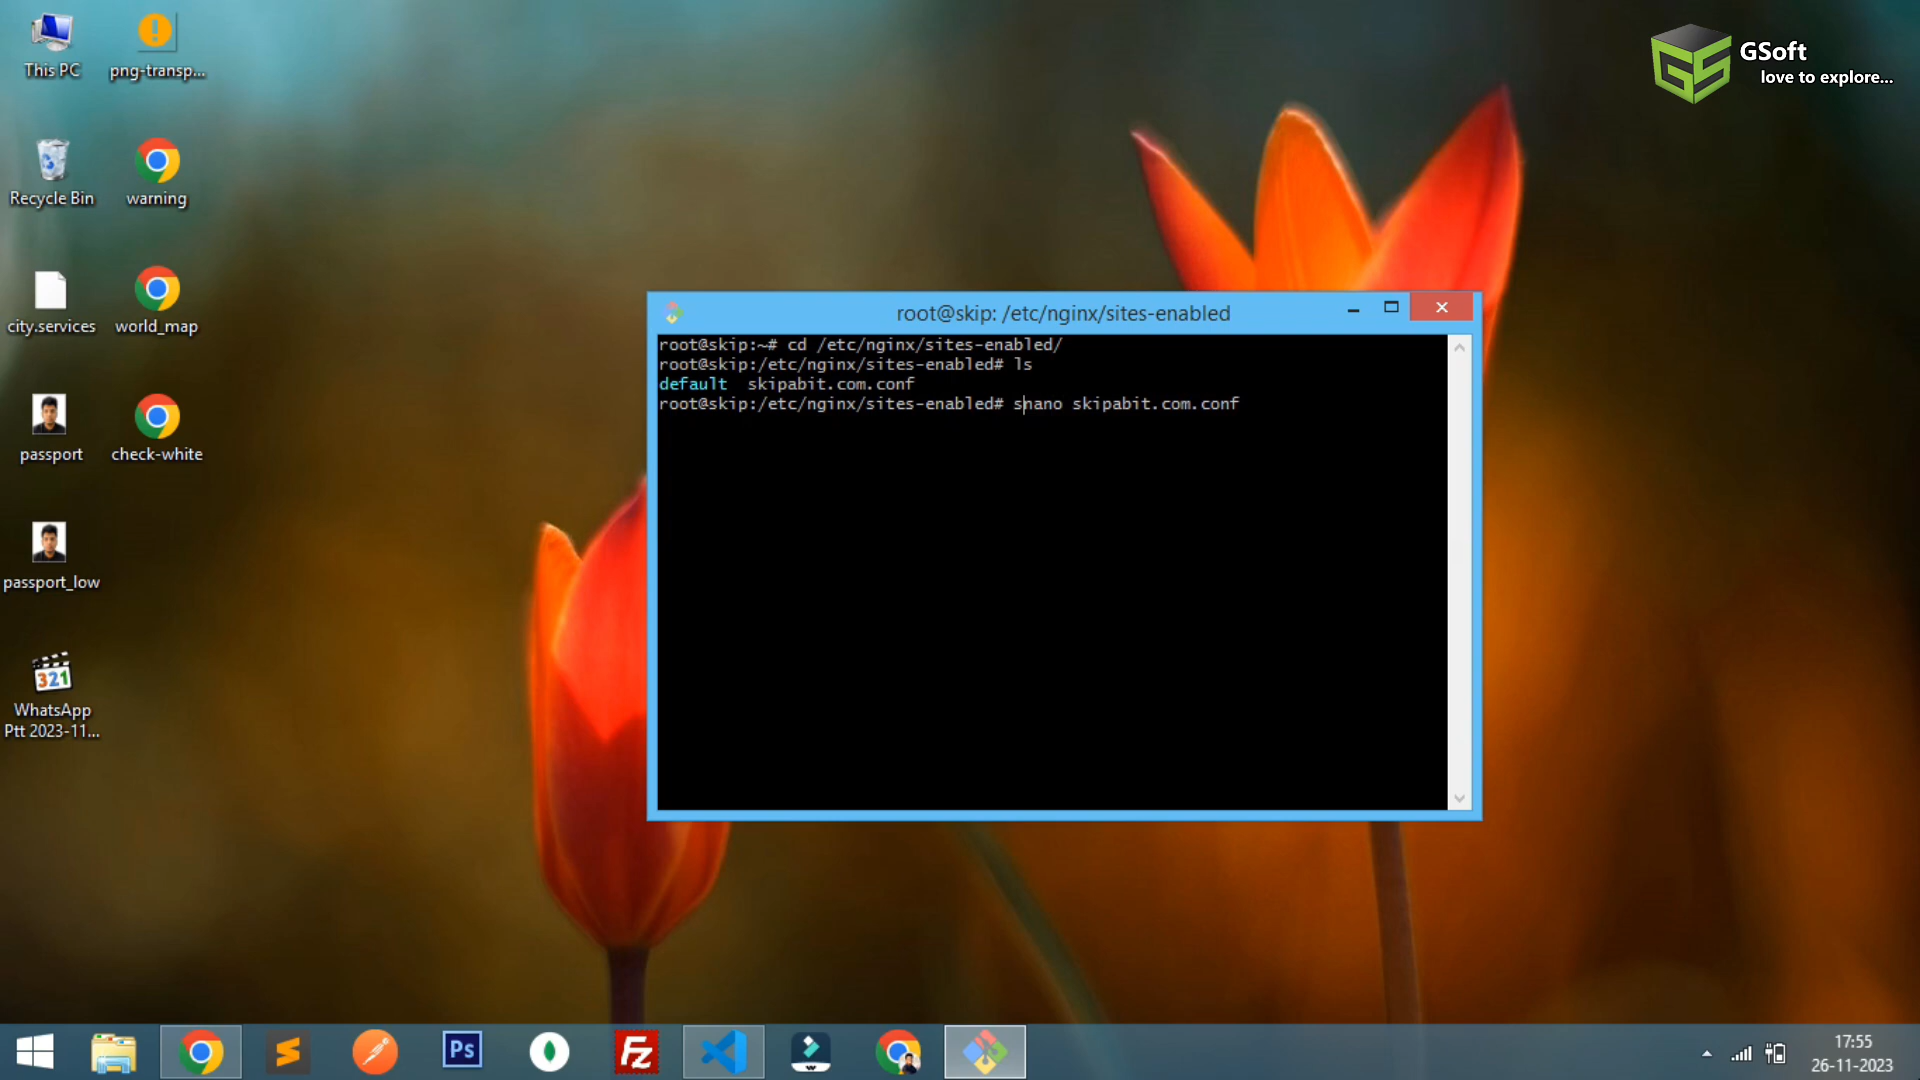 This PC
png-transp...
GSoft
love to explore...
Recycle Bin
warning
city.services
world_map
passport
check-white
passport_low
321
WhatsApp
Ptt 2023-11...
root@skip: /etc/nginx/sites-enabled
root@skip:~# cd /etc/nginx/sites-enabled/
root@skip:/etc/nginx/sites-enabled# ls
default  skipabit.com.conf
root@skip:/etc/nginx/sites-enabled# snano skipabit.com.conf
Ps
Fz
W
17:55
26-11-2023